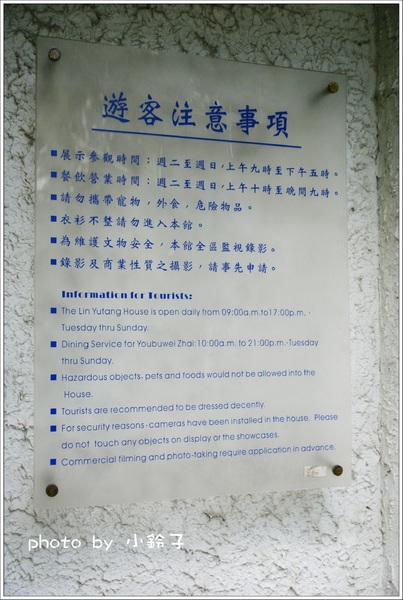 遊客注意事項
■展示參觀時間：週二至週日,上午九時至下午五時。
■餐飲營業時間：週二至週日,上午十時至晚間九時。
■請勿攜帶寵物，外食，危險物品。
■衣衫不整請勿進入本館。
■為維護文物安全，本館全區監視錄影。
■錄影及商業性質之攝影，請事先申請。
Information for Tourists:
■ The Lin Yutang House is open daily from 09:00a.m.to17:00p.m.·
Tuesday thru Sunday.
■ Dining Service for Youbuwei Zhai:10:00a.m. to 21:00p.m.·Tuesday
thru Sunday.
■ Hazardous objects· pets and foods would not be allowed into the
House.
■ Tourists are recommended to be dressed decently.
■ For security reasons·cameras have been installed in the house. Please
do not touch any objects on display or the showcases.
■ Commercial filming and photo-taking require application in advance.
photo by 小鈴子